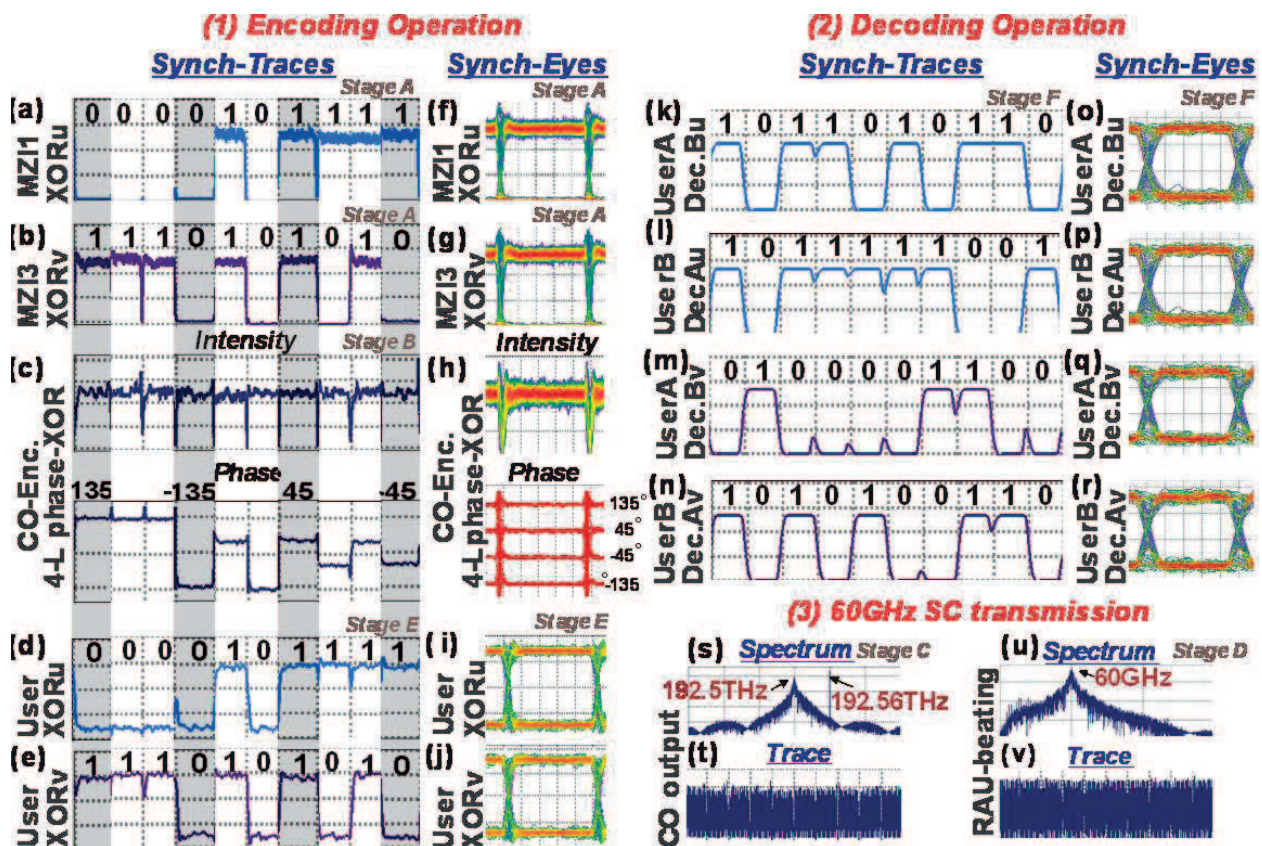 (1) Encoding Operation
Synch-Traces
Synch-Eyes
(a)
0 0 0 0 1 0 1 1 1 1
Stage A
MZI1
XORu
(b)
1 1 1 0 1 0 1 0 1 0
Stage A
MZI3
XORv
(c)
Intensity
Stage B
CO-Enc.
4-L phase-XOR
Phase
135 -135 45 -45
(d)
0 0 0 0 1 0 1 1 1 1
Stage E
User
XORu
(e)
1 1 1 0 1 0 1 0 1 0
User
XORv
(f)
Stage A
MZI1
XORu
(g)
Stage A
MZI3
XORv
(h)
Intensity
CO-Enc.
4-L phase-XOR
Phase
135°
45°
-45°
-135°
(i)
Stage E
User
XORu
(j)
User
XORv
(2) Decoding Operation
Synch-Traces
Synch-Eyes
(k)
1 0 1 1 0 1 0 1 1 0
Stage F
UserA
Dec.Bu
(l)
1 0 1 1 1 1 1 0 0 1
UserB
DecAu
(m)
0 1 0 0 0 0 1 1 0 0
UserA
Dec.Bv
(n)
1 0 1 0 1 0 0 1 1 0
UserB
Dec.Av
(o)
Stage F
UserA
Dec.Bu
(p)
UserB
DecAu
(q)
UserA
Dec.Bv
(r)
UserB
Dec.Av
(3) 60GHz SC transmission
(s)
Spectrum
Stage C
192.5THz
192.56THz
CO output
(t)
Trace
(u)
Spectrum
Stage D
60GHz
RAU-beating
(v)
Trace